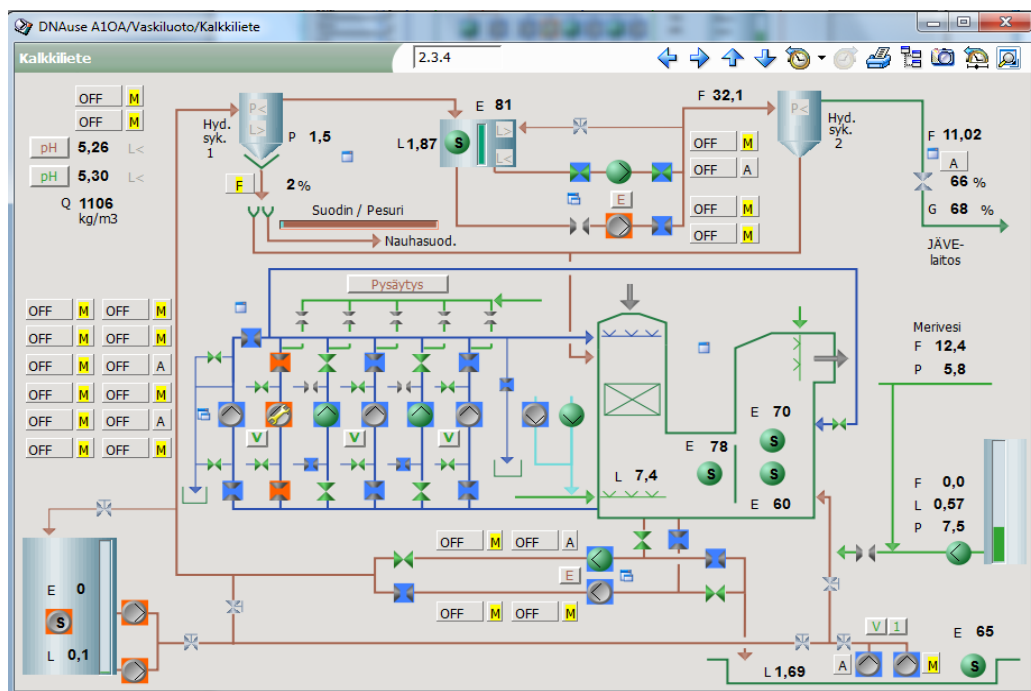 DNAuse A1OA/Vaskiluoto/Kalkkiliete
Kalkkiliete
2.3.4
OFF M
OFF M
pH 5,26 L<
pH 5,30 L<
Q 1106
kg/m3
Hyd.
syk.
1
P<
L>
P 1,5
F 2 %
Suodin / Pesuri
Nauhasuod.
E 81
L 1,87
S
L>
L<
E
F 32,1
OFF M
OFF A
OFF M
OFF M
P<
Hyd.
syk.
2
F 11,02
A
66 %
G 68 %
JÄVE-
laitos
Pysäytys
OFF M OFF M
OFF M OFF M
OFF M OFF A
OFF M OFF M
OFF M OFF A
OFF M OFF M
V V V
Merivesi
F 12,4
P 5,8
E 70
S
E 78
S S
L 7,4
E 60
F 0,0
L 0,57
P 7,5
OFF M OFF A
E
OFF M OFF M
E 0
S
L 0,1
V 1
E 65
A M S
L 1,69